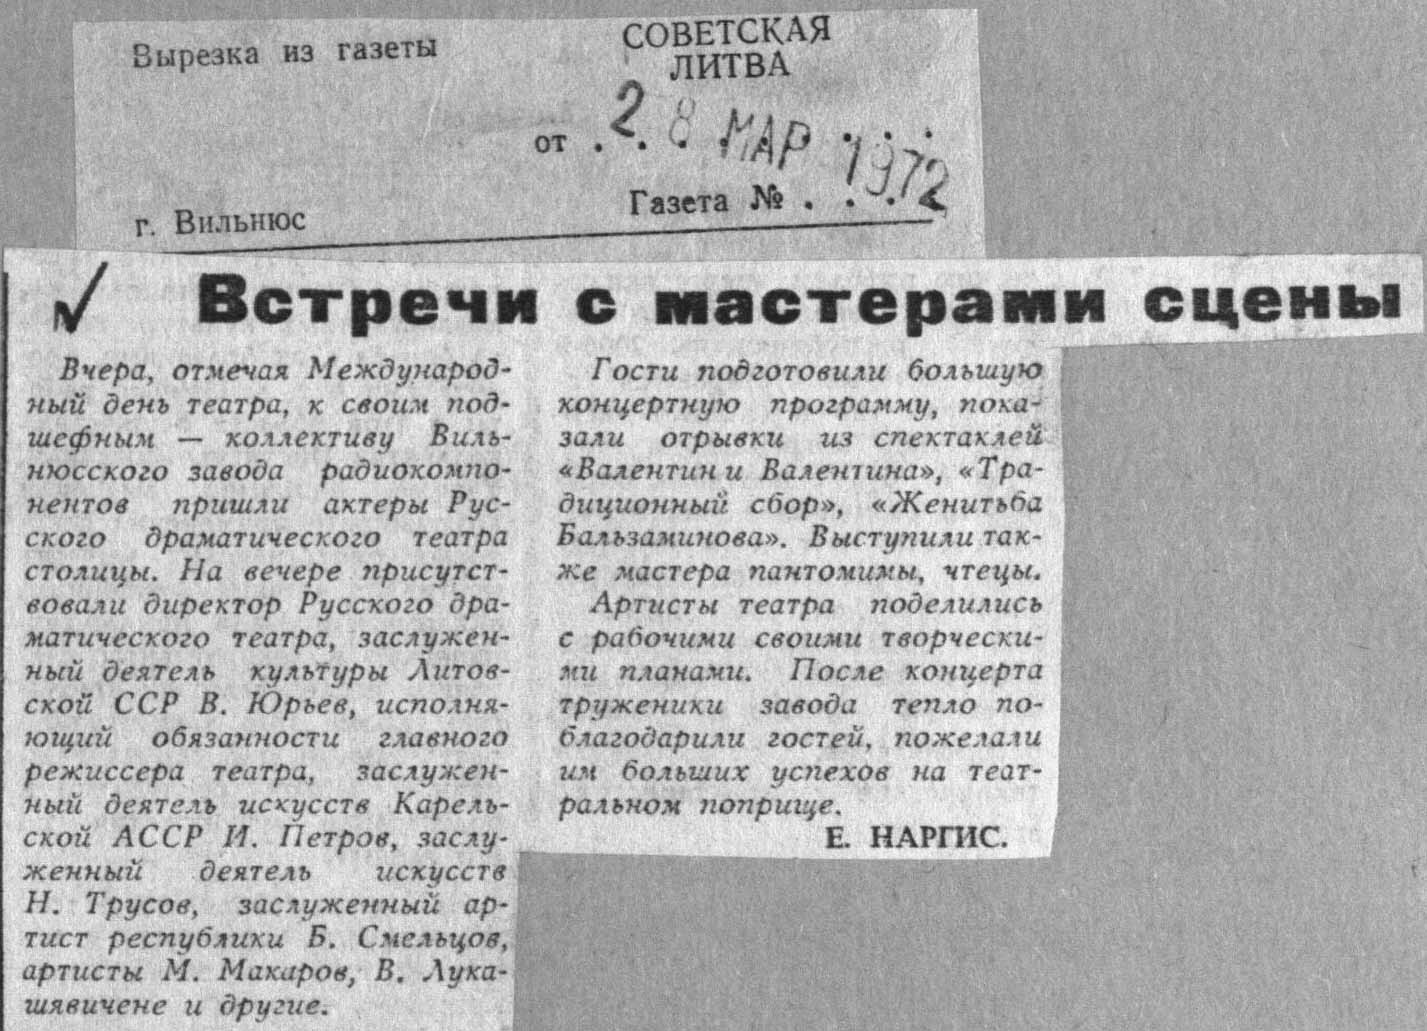 Вырезка из газеты
СОВЕТСКАЯ
ЛИТВА
от 28 МАР 1972
Газета № . . . .
г. Вильнюс
Встречи с мастерами сцены
Вчера, отмечая Международ-
ный день театра, к своим под-
шефным — коллективу Виль-
нюсского завода радиокомпо-
нентов пришли актеры Рус-
ского драматического театра
столицы. На вечере присутст-
вовали директор Русского дра-
матического театра, заслужен-
ный деятель культуры Литов-
ской ССР В. Юрьев, исполня-
ющий обязанности главного
режиссера театра, заслужен-
ный деятель искусств Карель-
ской АССР И. Петров, заслу-
женный деятель искусств
Н. Трусов, заслуженный ар-
тист республики Б. Смельцов,
артисты М. Макаров, В. Лука-
шявичене и другие.
Гости подготовили большую
концертную программу, пока-
зали отрывки из спектаклей
«Валентин и Валентина», «Тра-
диционный сбор», «Женитьба
Бальзаминова». Выступили так-
же мастера пантомимы, чтецы.
Артисты театра поделились
с рабочими своими творчески-
ми планами. После концерта
труженики завода тепло по-
благодарили гостей, пожелали
им больших успехов на теат-
ральном поприще.
Е. НАРГИС.